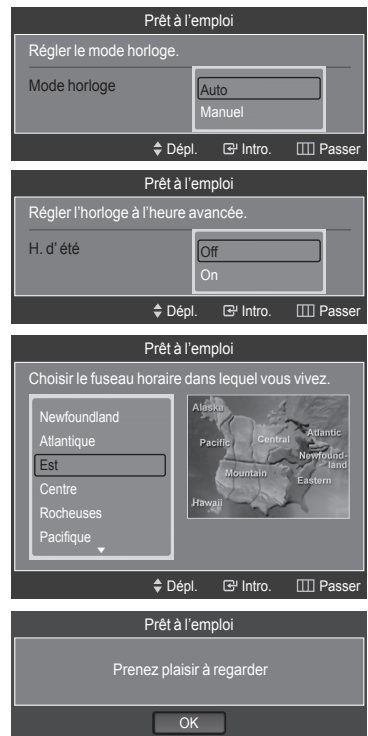 Prêt à l'emploi
Régler le mode horloge.
Mode horloge
Auto
Manuel
Dépl. Intro. Passer
Prêt à l'emploi
Régler l'horloge à l'heure avancée.
H. d' été
Off
On
Dépl. Intro. Passer
Prêt à l'emploi
Choisir le fuseau horaire dans lequel vous vivez.
Newfoundland
Atlantique
Est
Centre
Rocheuses
Pacifique
Alaska
Pacific
Central
Atlantic
Newfound-
land
Mountain
Eastern
Hawaii
Dépl. Intro. Passer
Prêt à l'emploi
Prenez plaisir à regarder
OK